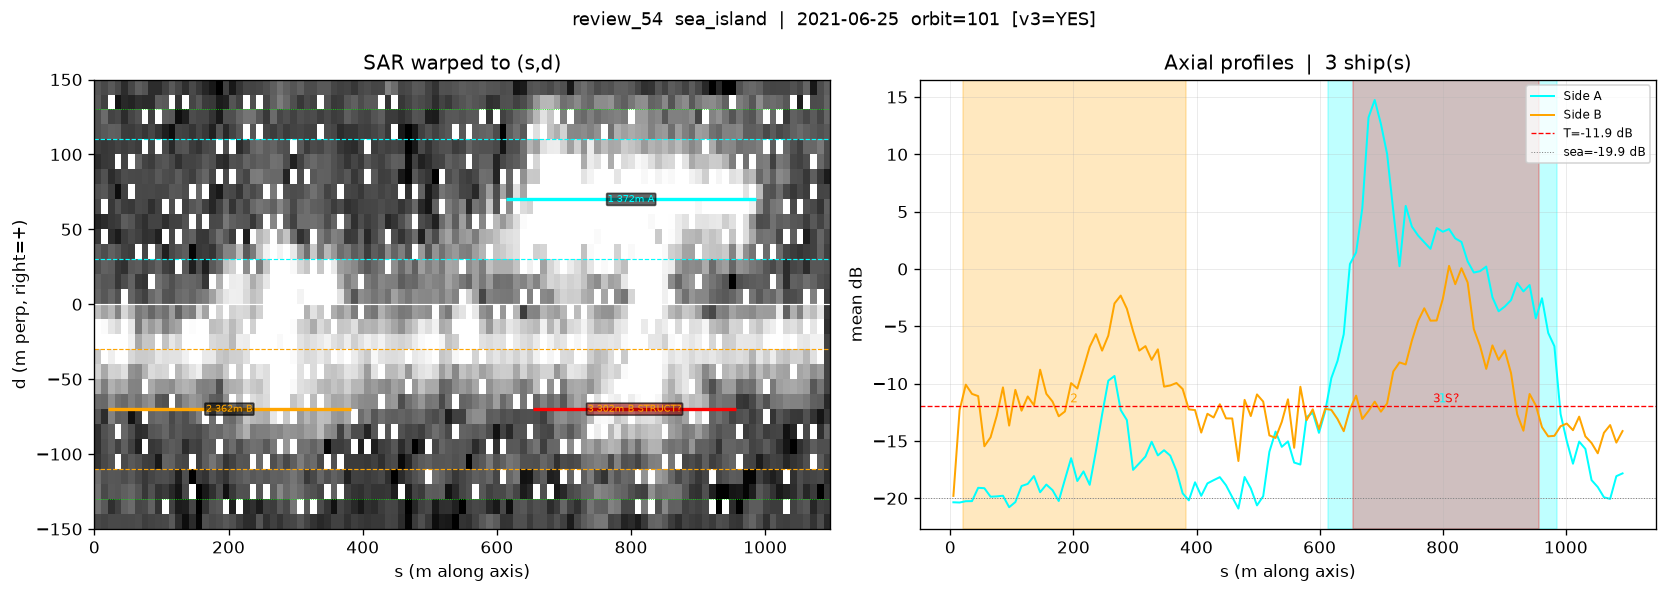 review_54  sea_island  |  2021-06-25  orbit=101  [v3=YES]
SAR warped to (s,d)
d (m perp, right=+)
150
100
50
0
−50
−100
−150
1 372m A
2 362m B
3 302m B STRUCT?
0
200
400
600
800
1000
s (m along axis)
Axial profiles  |  3 ship(s)
mean dB
15
10
5
0
−5
−10
−15
−20
Side A
Side B
T=-11.9 dB
sea=-19.9 dB
2
3 S?
0
200
400
600
800
1000
s (m along axis)